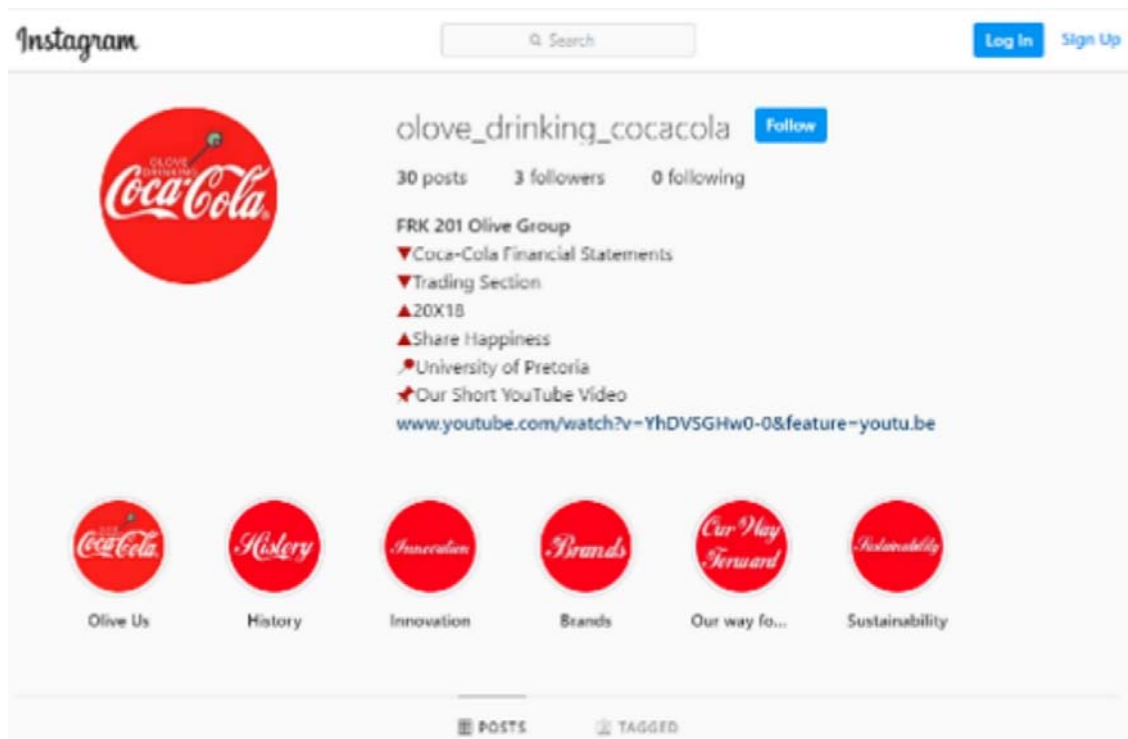 Instagram
Search
Log In
Sign Up
OLOVE
DRINKING
Coca-Cola
olove_drinking_cocacola
Follow
30 posts 3 followers 0 following
FRK 201 Olive Group
▼Coca-Cola Financial Statements
▼Trading Section
▲20X18
▲Share Happiness
University of Pretoria
Our Short YouTube Video
www.youtube.com/watch?v=YhDVSGHw0-0&feature=youtu.be
Coca-Cola
History
Innovation
Brands
Our Way
Forward
Sustainability
Olive Us
History
Innovation
Brands
Our way fo...
Sustainability
POSTS
TAGGED